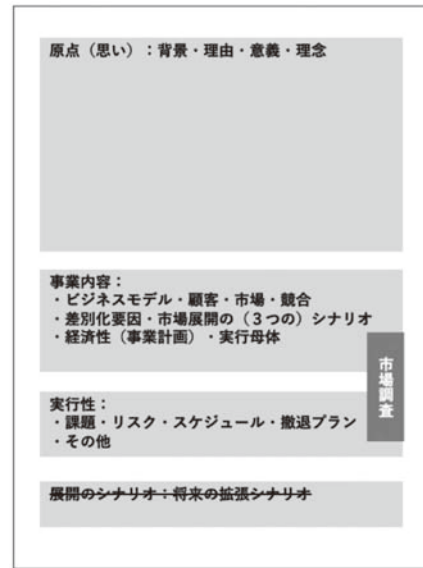 原点（思い）：背景・理由・意義・理念
事業内容：
・ビジネスモデル・顧客・市場・競合
・差別化要因・市場展開の（３つの）シナリオ
・経済性（事業計画）・実行母体
市場調査
実行性：
・課題・リスク・スケジュール・撤退プラン
・その他
展開のシナリオ：将来の拡張シナリオ